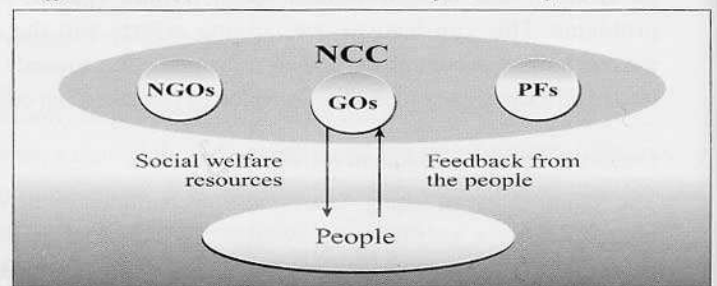 NCC
NGOs
GOs
PFs
Social welfare
resources
Feedback from
the people
People